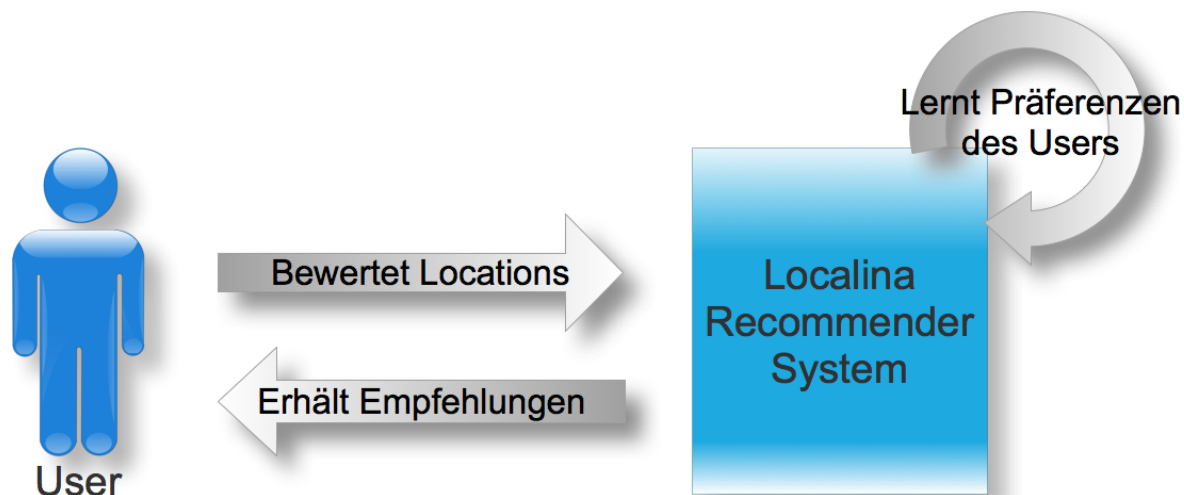 Lernt Präferenzen
des Users
Bewertet Locations
Localina
Recommender
System
Erhält Empfehlungen
User